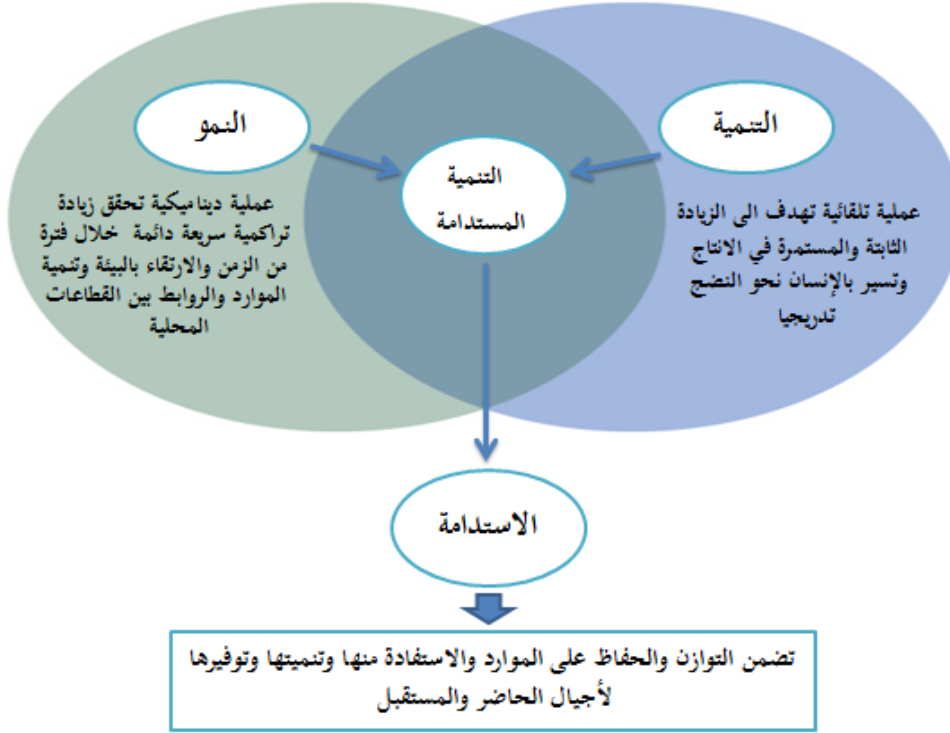 التنمية
عملية تلقائية تهدف الى الزيادة
الثابتة والمستمرة في الانتاج
وتسير بالإنسان نحو النضج
تدريجيا
النمو
عملية ديناميكية تحقق زيادة
تراكمية سريعة دائمة خلال فترة
من الزمن والارتقاء بالبيئة وتنمية
الموارد والروابط بين القطاعات
المحلية
التنمية
المستدامة
الاستدامة
تضمن التوازن والحفاظ على الموارد والاستفادة منها وتنميتها وتوفيرها
لأجيال الحاضر والمستقبل